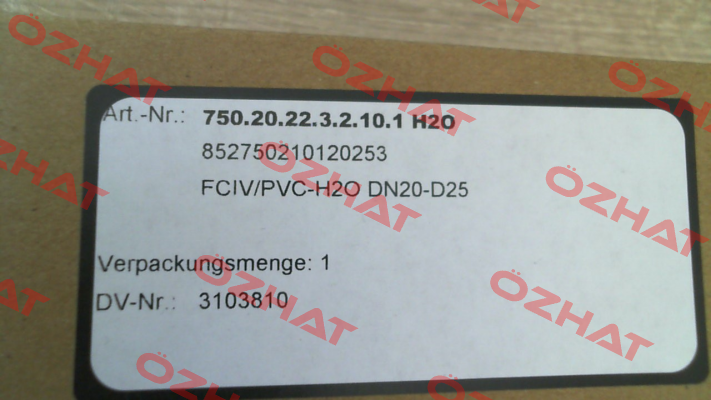 Art.-Nr.: 750.20.22.3.2.10.1 H2O
852750210120253
FCIV/PVC-H2O DN20-D25
Verpackungsmenge: 1
DV-Nr.: 3103810
ÖZHAT
ÖZHAT
ÖZHAT
ÖZHAT
ÖZHAT
ÖZHAT
ÖZHAT